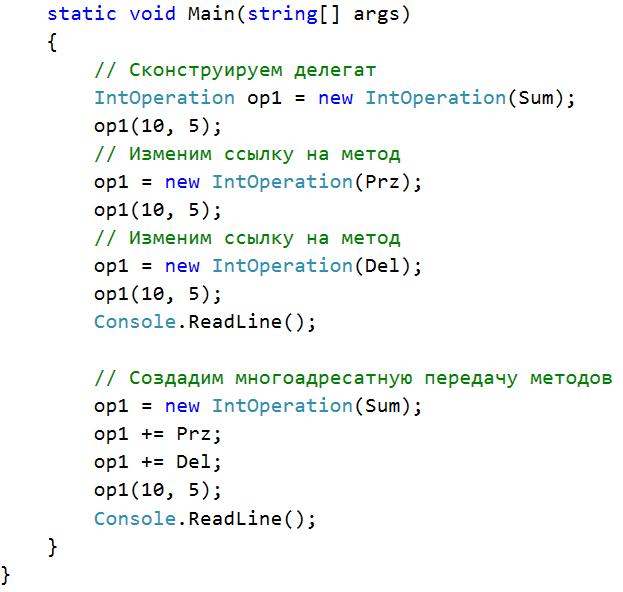 static void Main(string[] args)
{
// Сконструируем делегат
IntOperation op1 = new IntOperation(Sum);
op1(10, 5);
// Изменим ссылку на метод
op1 = new IntOperation(Prz);
op1(10, 5);
// Изменим ссылку на метод
op1 = new IntOperation(Del);
op1(10, 5);
Console.ReadLine();
// Создадим многоадресатную передачу методов
op1 = new IntOperation(Sum);
op1 += Prz;
op1 += Del;
op1(10, 5);
Console.ReadLine();
}
}